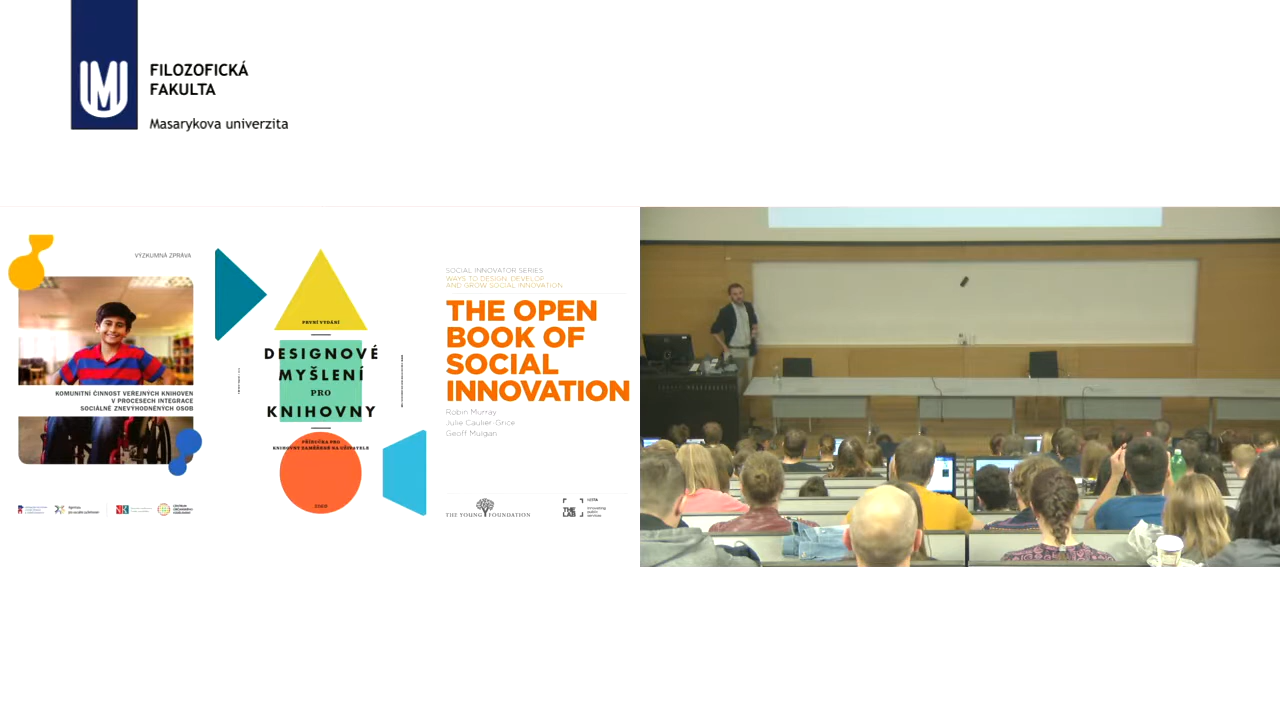 FILOZOFICKÁ
FAKULTA
Masarykova univerzita
VÝZKUMNÁ ZPRÁVA
KOMUNITNÍ ČINNOST VEŘEJNÝCH KNIHOVEN
V PROCESECH INTEGRACE
SOCIÁLNĚ ZNEVÝHODNĚNÝCH OSOB
PRVNÍ VYDÁNÍ
DESIGNOVÉ
MYŠLENÍ
PRO
KNIHOVNY
PŘÍRUČKA PRO
KNIHOVNY ZAMĚŘENÉ NA UŽIVATELE
SOCIAL INNOVATOR SERIES
WAYS TO DESIGN, DEVELOP
AND GROW SOCIAL INNOVATION
THE OPEN
BOOK OF
SOCIAL
INNOVATION
Robin Murray
Julie Caulier-Grice
Geoff Mulgan
THE YOUNG FOUNDATION
THE
LAB
NESTA